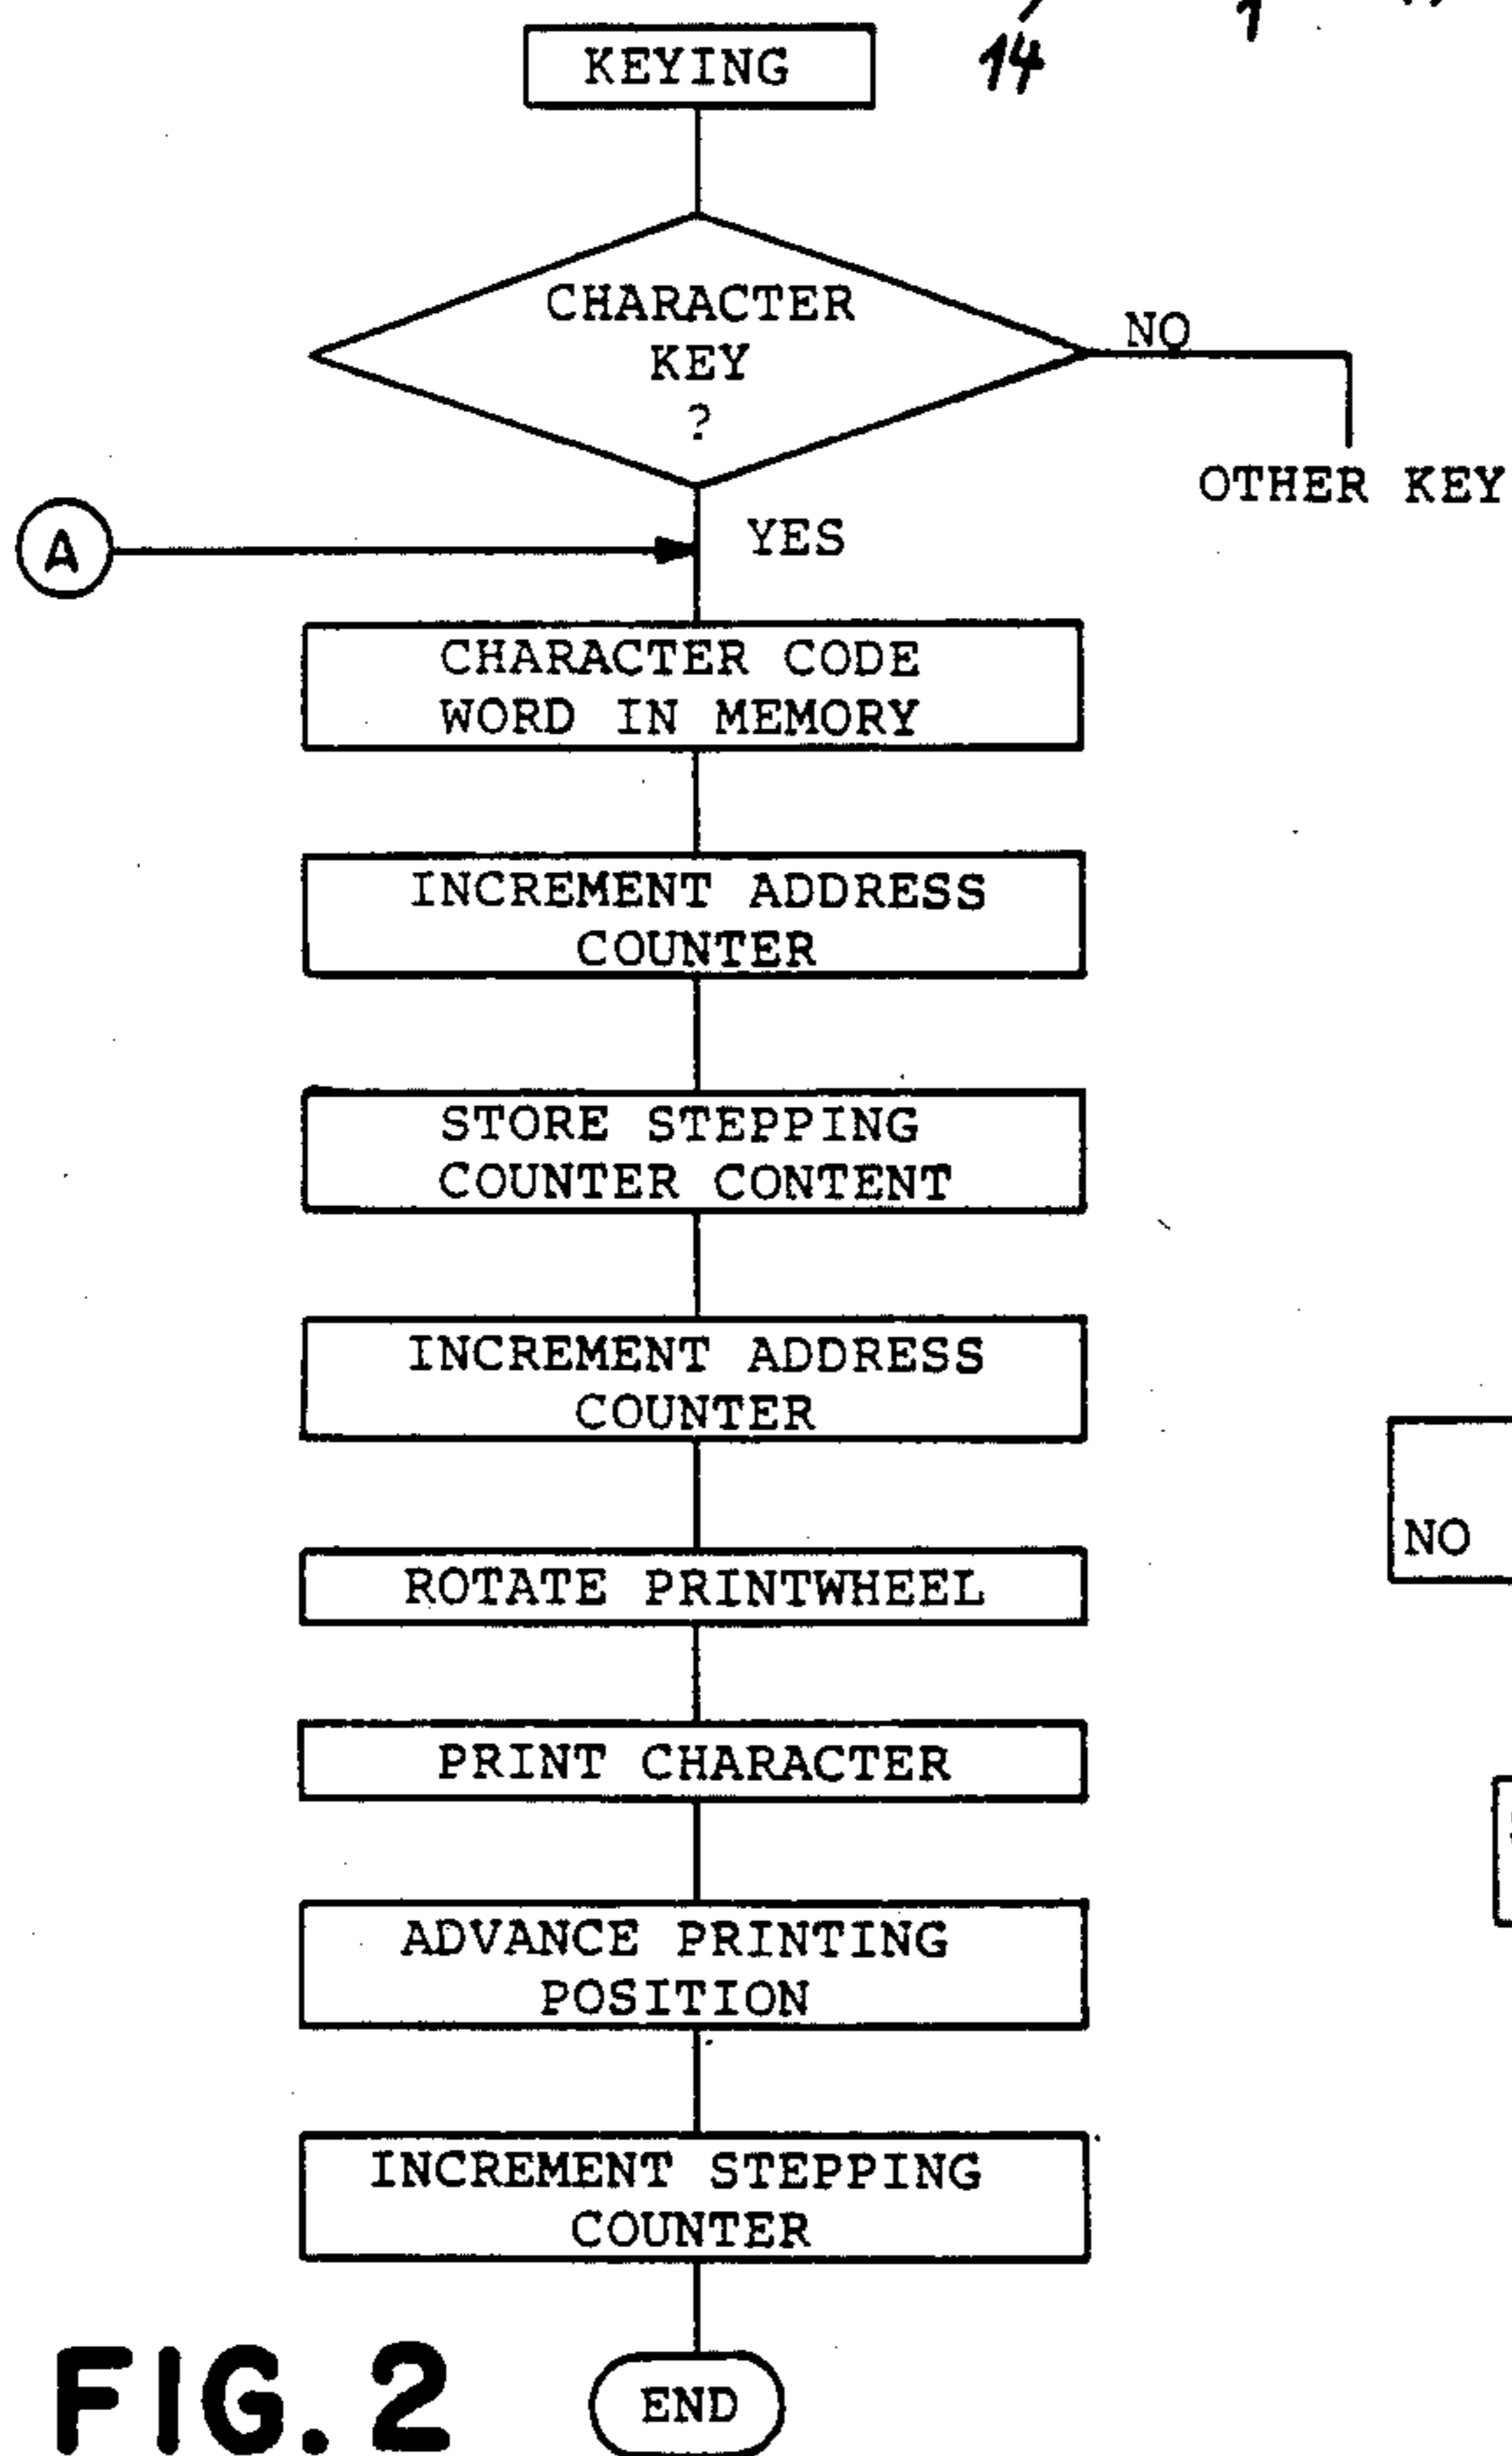 14
1
KEYING
CHARACTER
KEY
?
NO
OTHER KEY
YES
A
CHARACTER CODE
WORD IN MEMORY
INCREMENT ADDRESS
COUNTER
STORE STEPPING
COUNTER CONTENT
INCREMENT ADDRESS
COUNTER
NO
ROTATE PRINTWHEEL
PRINT CHARACTER
ADVANCE PRINTING
POSITION
INCREMENT STEPPING
COUNTER
END
FIG. 2